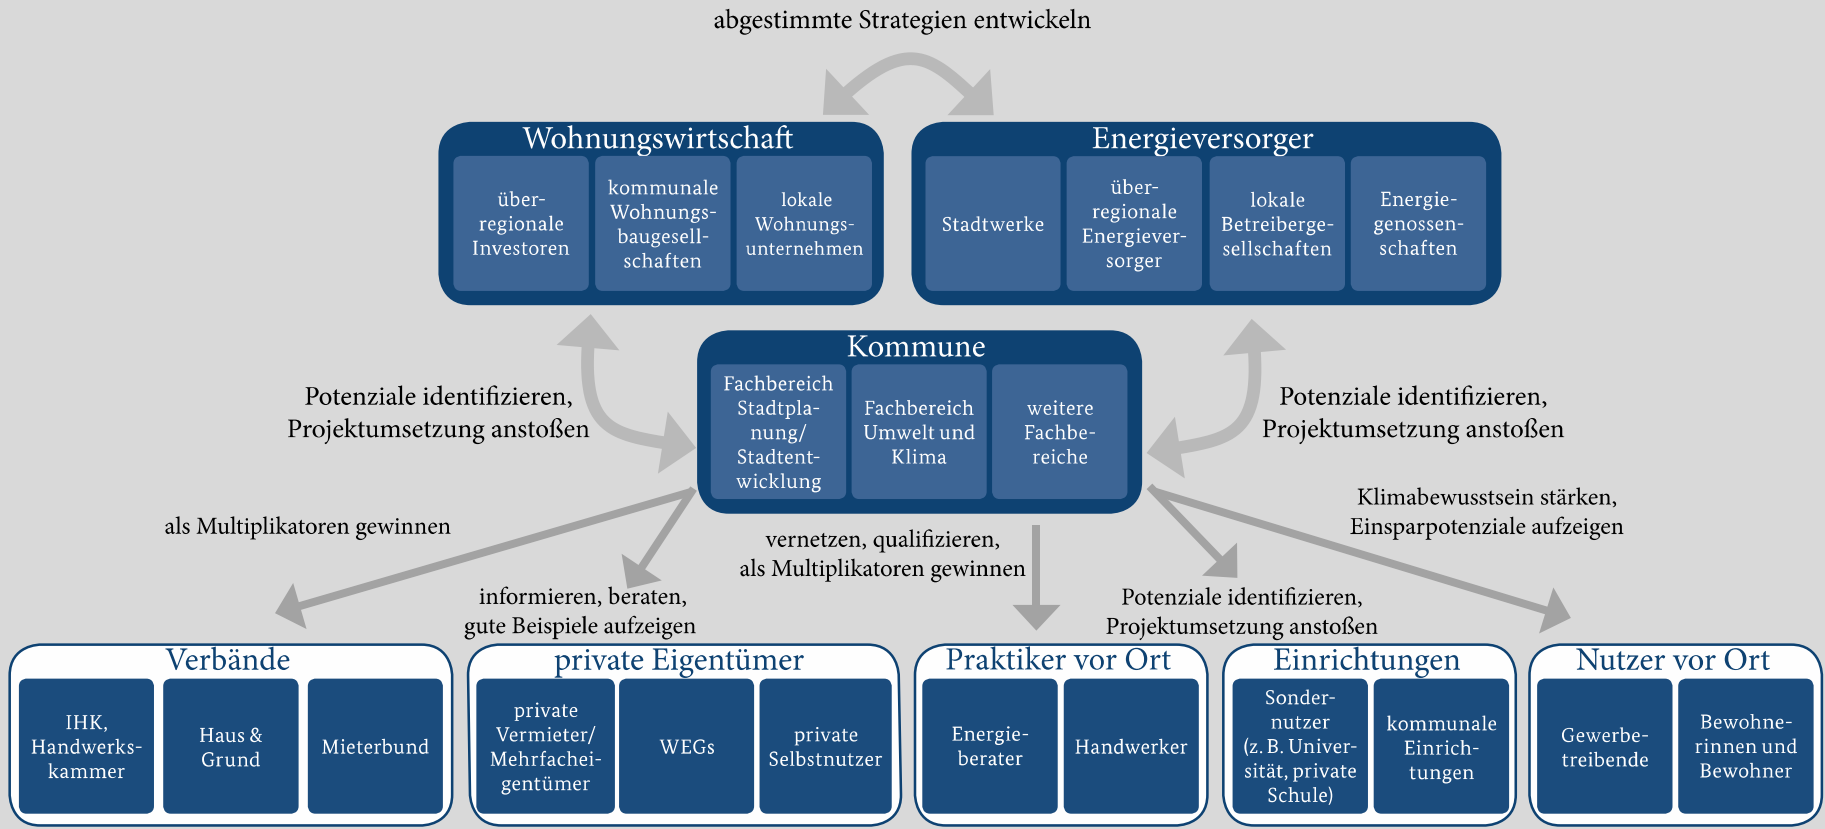 abgestimmte Strategien entwickeln
Wohnungswirtschaft
über-
regionale
Investoren
kommunale
Wohnungs-
baugesell-
schaften
lokale
Wohnungs-
unternehmen
Energieversorger
Stadtwerke
über-
regionale
Energiever-
sorger
lokale
Betreiberge-
sellschaften
Energie-
genossen-
schaften
Potenziale identifizieren,
Projektumsetzung anstoßen
Kommune
Fachbereich
Stadtpla-
nung/
Stadtent-
wicklung
Fachbereich
Umwelt und
Klima
weitere
Fachbe-
reiche
Potenziale identifizieren,
Projektumsetzung anstoßen
als Multiplikatoren gewinnen
informieren, beraten,
gute Beispiele aufzeigen
vernetzen, qualifizieren,
als Multiplikatoren gewinnen
Potenziale identifizieren,
Projektumsetzung anstoßen
Klimabewusstsein stärken,
Einsparpotenziale aufzeigen
Verbände
IHK,
Handwerks-
kammer
Haus &
Grund
Mieterbund
private Eigentümer
private
Vermieter/
Mehrfachei-
gentümer
WEGs
private
Selbstnutzer
Praktiker vor Ort
Energie-
berater
Handwerker
Einrichtungen
Sonder-
nutzer
(z. B. Univer-
sität, private
Schule)
kommunale
Einrich-
tungen
Nutzer vor Ort
Gewerbe-
treibende
Bewohne-
rinnen und
Bewohner